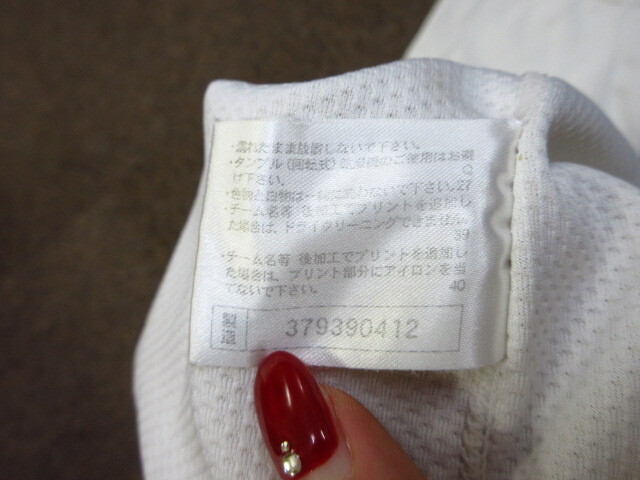 ・濡れたまま放置しないで下さい。
・タンブル(回転式)乾燥機のご使用はお避
け下さい。 Q
・色物と白物は一緒に洗わないで下さい。27
・チーム名等 後加工でプリントを追加し
た場合は、ドライクリーニングできません。
39
・チーム名等 後加工でプリントを追加し
た場合は、プリント部分にアイロンを当
てないで下さい。 40
製造 379390412